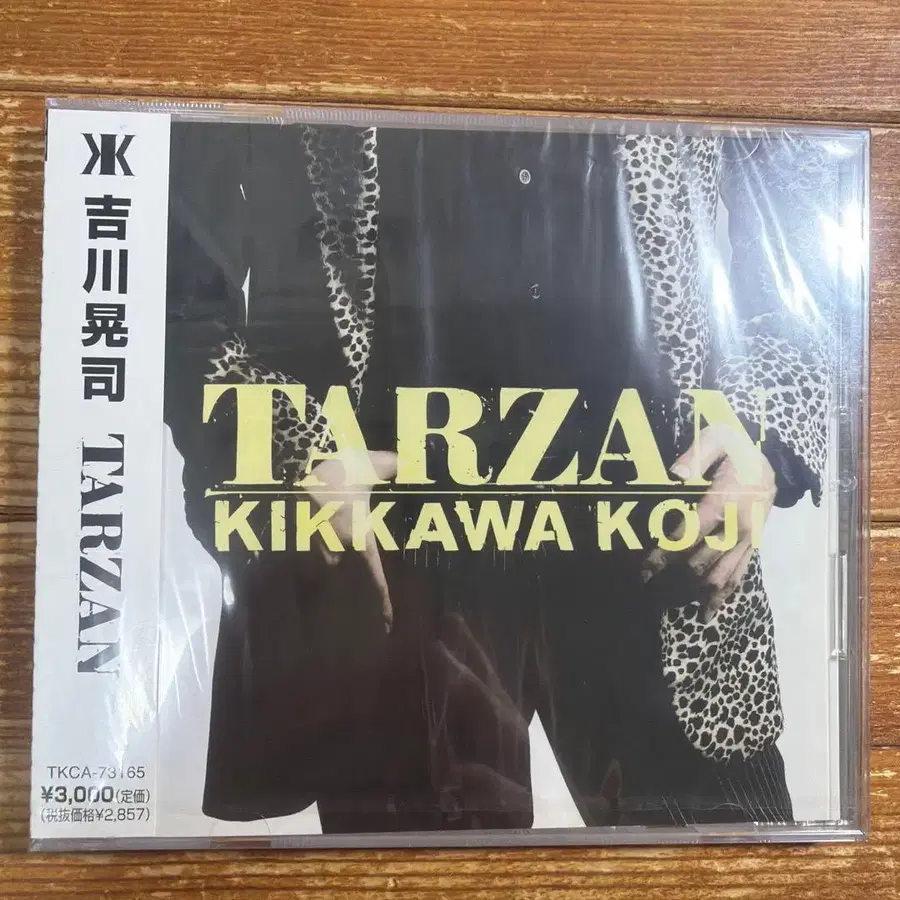 吉川晃司 TARZAN
TKCA-73165
¥3,000(定価)
(税抜価格¥2,857)
TARZAN
KIKKAWA KOJI